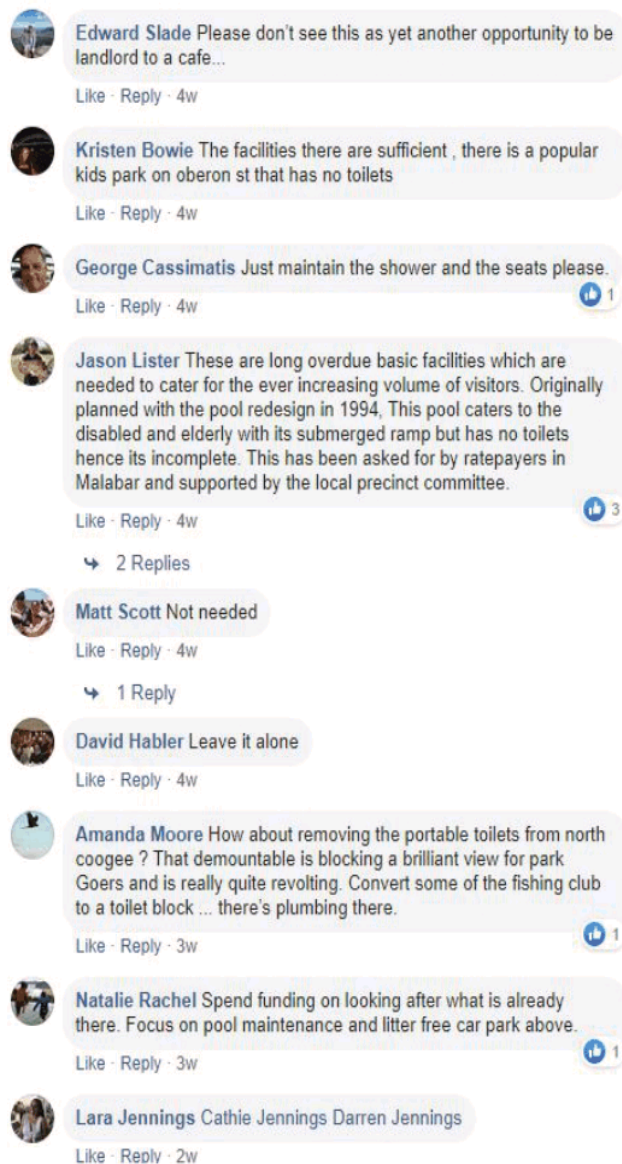 Edward Slade Please don't see this as yet another opportunity to be
landlord to a cafe...
Like · Reply · 4w
Kristen Bowie The facilities there are sufficient , there is a popular
kids park on oberon st that has no toilets
Like · Reply · 4w
George Cassimatis Just maintain the shower and the seats please.
1
Like · Reply · 4w
Jason Lister These are long overdue basic facilities which are
needed to cater for the ever increasing volume of visitors. Originally
planned with the pool redesign in 1994, This pool caters to the
disabled and elderly with its submerged ramp but has no toilets
hence its incomplete. This has been asked for by ratepayers in
Malabar and supported by the local precinct committee.
3
Like · Reply · 4w
2 Replies
Matt Scott Not needed
Like · Reply · 4w
1 Reply
David Habler Leave it alone
Like · Reply · 4w
Amanda Moore How about removing the portable toilets from north
coogee ? That demountable is blocking a brilliant view for park
Goers and is really quite revolting. Convert some of the fishing club
to a toilet block ... there's plumbing there.
1
Like · Reply · 3w
Natalie Rachel Spend funding on looking after what is already
there. Focus on pool maintenance and litter free car park above.
1
Like · Reply · 3w
Lara Jennings Cathie Jennings Darren Jennings
Like · Reply · 2w